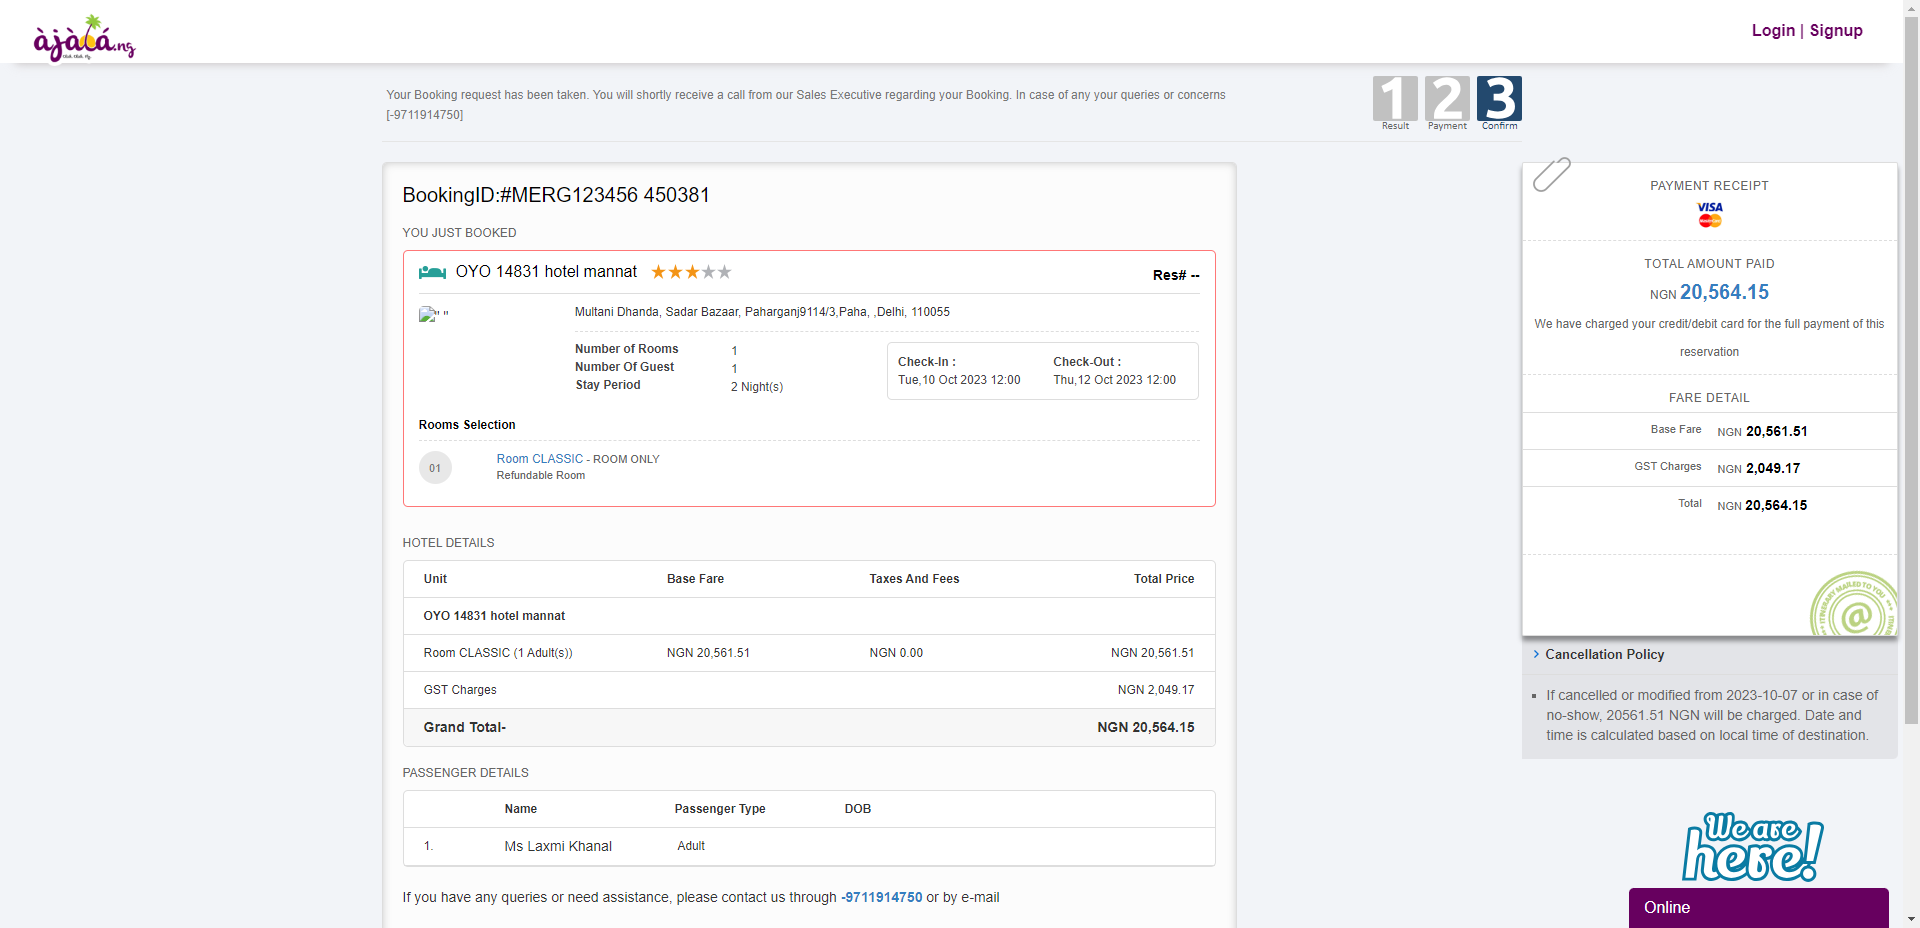 àjàlá.ng
Login | Signup
Your Booking request has been taken. You will shortly receive a call from our Sales Executive regarding your Booking. In case of any your queries or concerns
[-9711914750]
1 2 3
Result Payment Confirm
BookingID:#MERG123456 450381
YOU JUST BOOKED
OYO 14831 hotel mannat
Res# --
" "
Multani Dhanda, Sadar Bazaar, Paharganj9114/3,Paha, ,Delhi, 110055
Number of Rooms 1
Number Of Guest 1
Stay Period 2 Night(s)
Check-In : Check-Out :
Tue,10 Oct 2023 12:00 Thu,12 Oct 2023 12:00
Rooms Selection
01
Room CLASSIC - ROOM ONLY
Refundable Room
HOTEL DETAILS
Unit Base Fare Taxes And Fees Total Price
OYO 14831 hotel mannat
Room CLASSIC (1 Adult(s)) NGN 20,561.51 NGN 0.00 NGN 20,561.51
GST Charges NGN 2,049.17
Grand Total- NGN 20,564.15
PASSENGER DETAILS
Name Passenger Type DOB
1. Ms Laxmi Khanal Adult
If you have any queries or need assistance, please contact us through -9711914750 or by e-mail
PAYMENT RECEIPT
VISA
MasterCard
TOTAL AMOUNT PAID
NGN 20,564.15
We have charged your credit/debit card for the full payment of this
reservation
FARE DETAIL
Base Fare NGN 20,561.51
GST Charges NGN 2,049.17
Total NGN 20,564.15
ITINERARY MAILED TO YOU
@
Cancellation Policy
If cancelled or modified from 2023-10-07 or in case of
no-show, 20561.51 NGN will be charged. Date and
time is calculated based on local time of destination.
We are
here!
Online